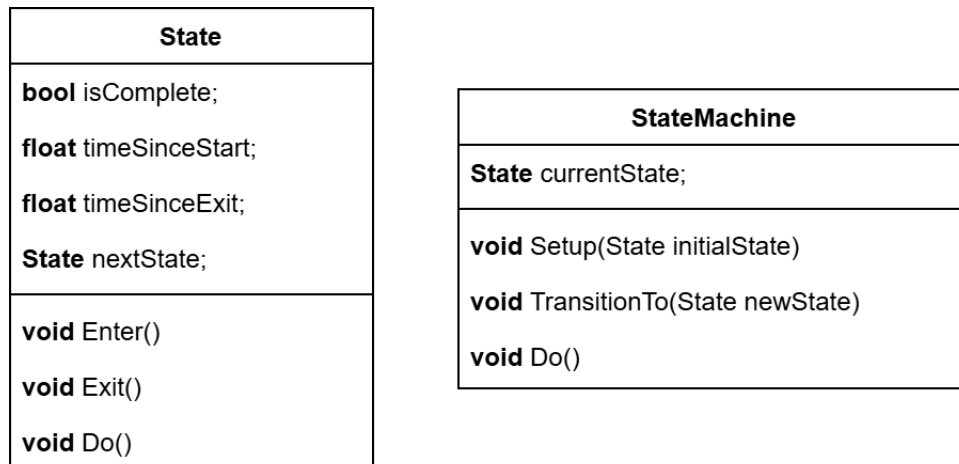 State
bool isComplete;
float timeSinceStart;
float timeSinceExit;
State nextState;
void Enter()
void Exit()
void Do()
StateMachine
State currentState;
void Setup(State initialState)
void TransitionTo(State newState)
void Do()